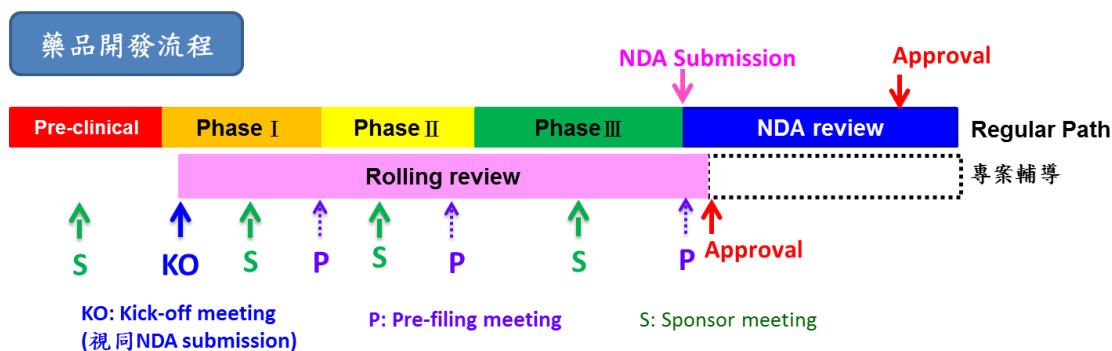 藥品開發流程
NDA Submission
Approval
Pre-clinical
Phase Ⅰ
Phase Ⅱ
Phase Ⅲ
NDA review
Regular Path
Rolling review
專案輔導
S
KO
S
P
S
P
S
P
Approval
KO: Kick-off meeting
(視同NDA submission)
P: Pre-filing meeting
S: Sponsor meeting